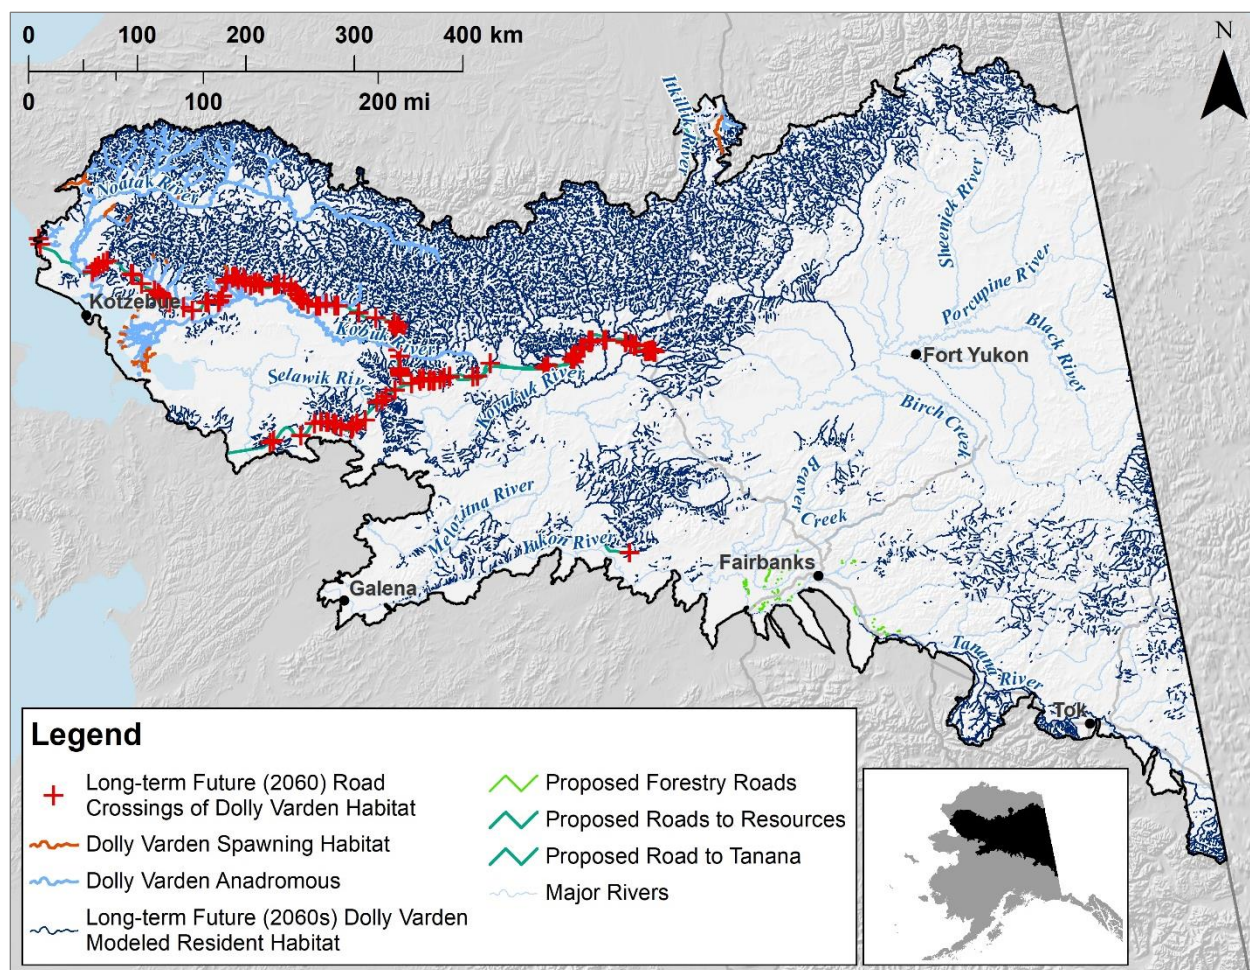 0 100 200 300 400 km
0 100 200 mi
N
Itkillik River
Noatak River
Sheenjek River
Porcupine River
Kotzebue
Kobuk River
Fort Yukon
Black River
Selawik Riv
Koyukuk River
Birch Creek
Beaver Creek
Melozitna River
Yukon River
Fairbanks
Galena
Tanana River
Tok
Legend
Long-term Future (2060) Road
Crossings of Dolly Varden Habitat
Dolly Varden Spawning Habitat
Dolly Varden Anadromous
Long-term Future (2060s) Dolly Varden
Modeled Resident Habitat
Proposed Forestry Roads
Proposed Roads to Resources
Proposed Road to Tanana
Major Rivers